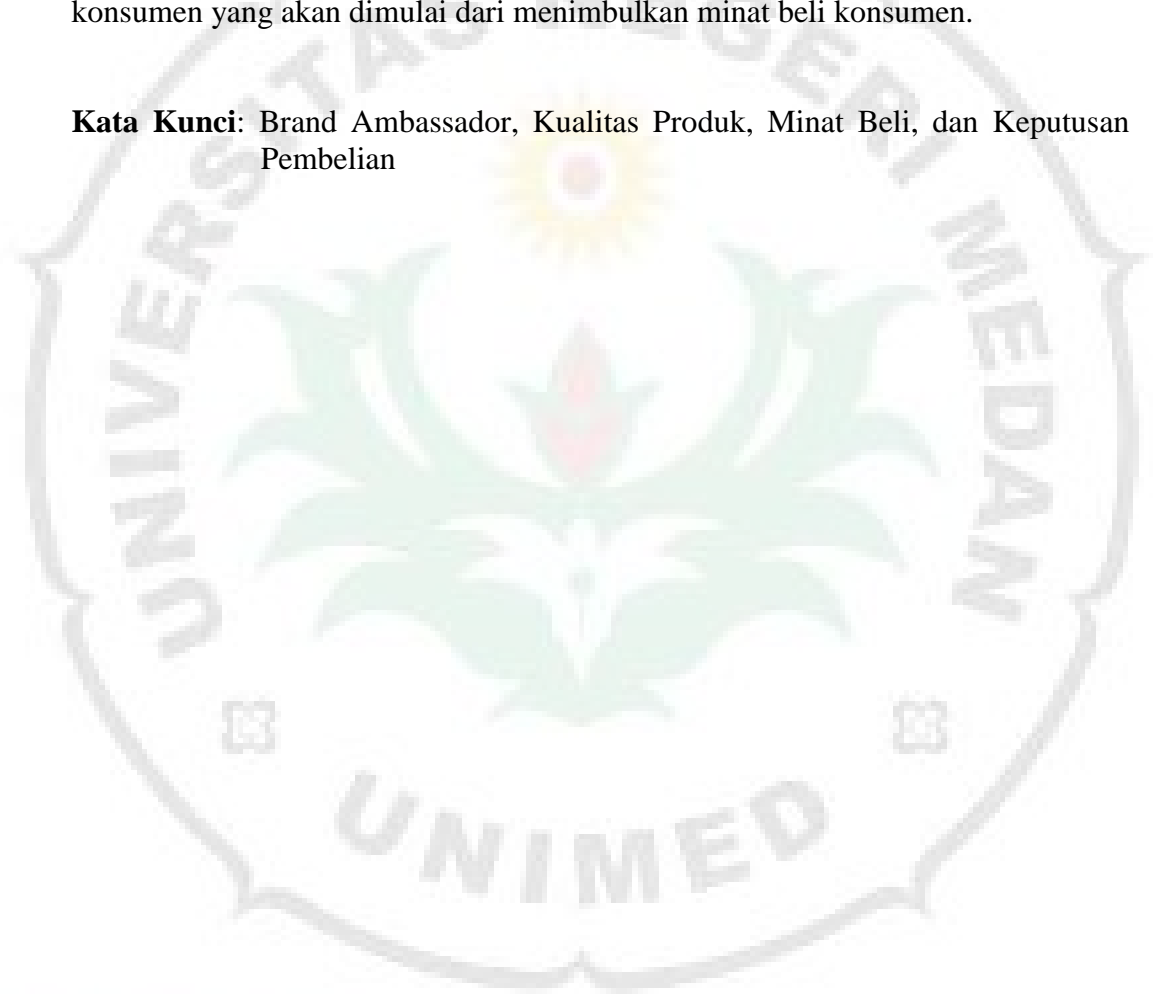 konsumen yang akan dimulai dari menimbulkan minat beli konsumen.
Kata Kunci: Brand Ambassador, Kualitas Produk, Minat Beli, dan Keputusan
Pembelian
UNIVERSITAS NEGERI MEDAN
UNIMED